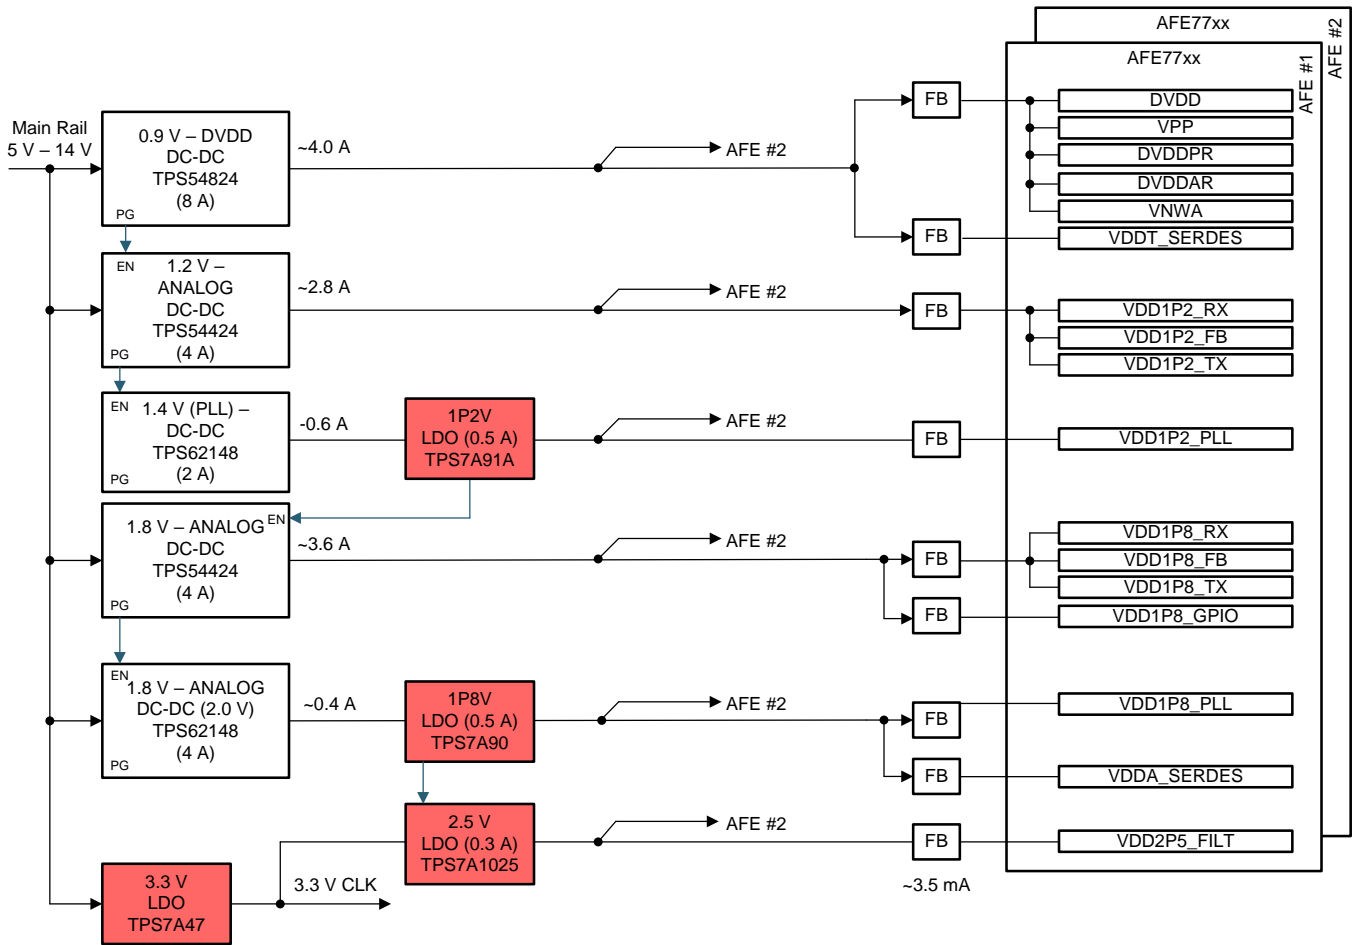 AFE77xx
AFE #2
AFE77xx
AFE #1
Main Rail
5 V – 14 V
0.9 V – DVDD
DC-DC
TPS54824
(8 A)
PG
~4.0 A
AFE #2
FB
FB
DVDD
VPP
DVDDPR
DVDDAR
VNWA
VDDT_SERDES
EN
1.2 V –
ANALOG
DC-DC
TPS54424
(4 A)
PG
~2.8 A
AFE #2
FB
VDD1P2_RX
VDD1P2_FB
VDD1P2_TX
EN
1.4 V (PLL) –
DC-DC
TPS62148
(2 A)
PG
-0.6 A
1P2V
LDO (0.5 A)
TPS7A91A
AFE #2
FB
VDD1P2_PLL
EN
1.8 V – ANALOG
DC-DC
TPS54424
(4 A)
PG
~3.6 A
AFE #2
FB
FB
VDD1P8_RX
VDD1P8_FB
VDD1P8_TX
VDD1P8_GPIO
EN
1.8 V – ANALOG
DC-DC (2.0 V)
TPS62148
(4 A)
PG
~0.4 A
1P8V
LDO (0.5 A)
TPS7A90
AFE #2
FB
FB
VDD1P8_PLL
VDDA_SERDES
2.5 V
LDO (0.3 A)
TPS7A1025
AFE #2
FB
VDD2P5_FILT
~3.5 mA
3.3 V
LDO
TPS7A47
3.3 V CLK